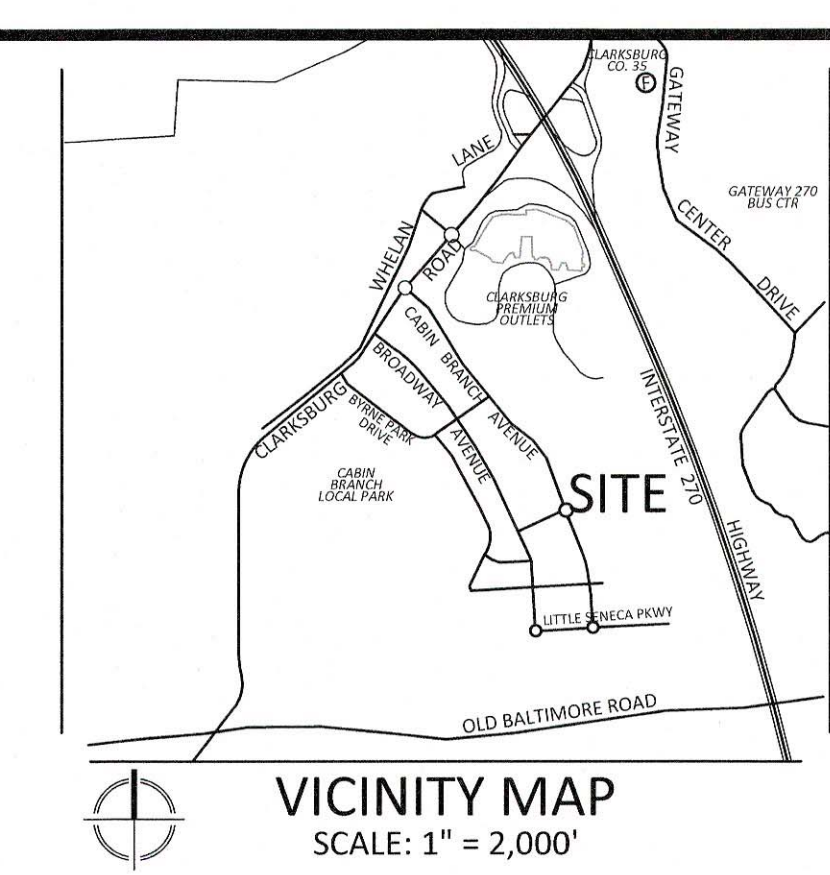 CLARKSBURG
CO. 35
F
GATEWAY
CENTER
DRIVE
GATEWAY 270
BUS CTR
WHELAN
LANE
CLARKSBURG
ROAD
CLARKSBURG
PREMIUM
OUTLETS
CABIN BRANCH
AVENUE
BROADWAY
AVENUE
BYRNE PARK
DRIVE
CABIN
BRANCH
LOCAL PARK
INTERSTATE 270
HIGHWAY
SITE
LITTLE SENECA PKWY
OLD BALTIMORE ROAD
VICINITY MAP
SCALE: 1" = 2,000'